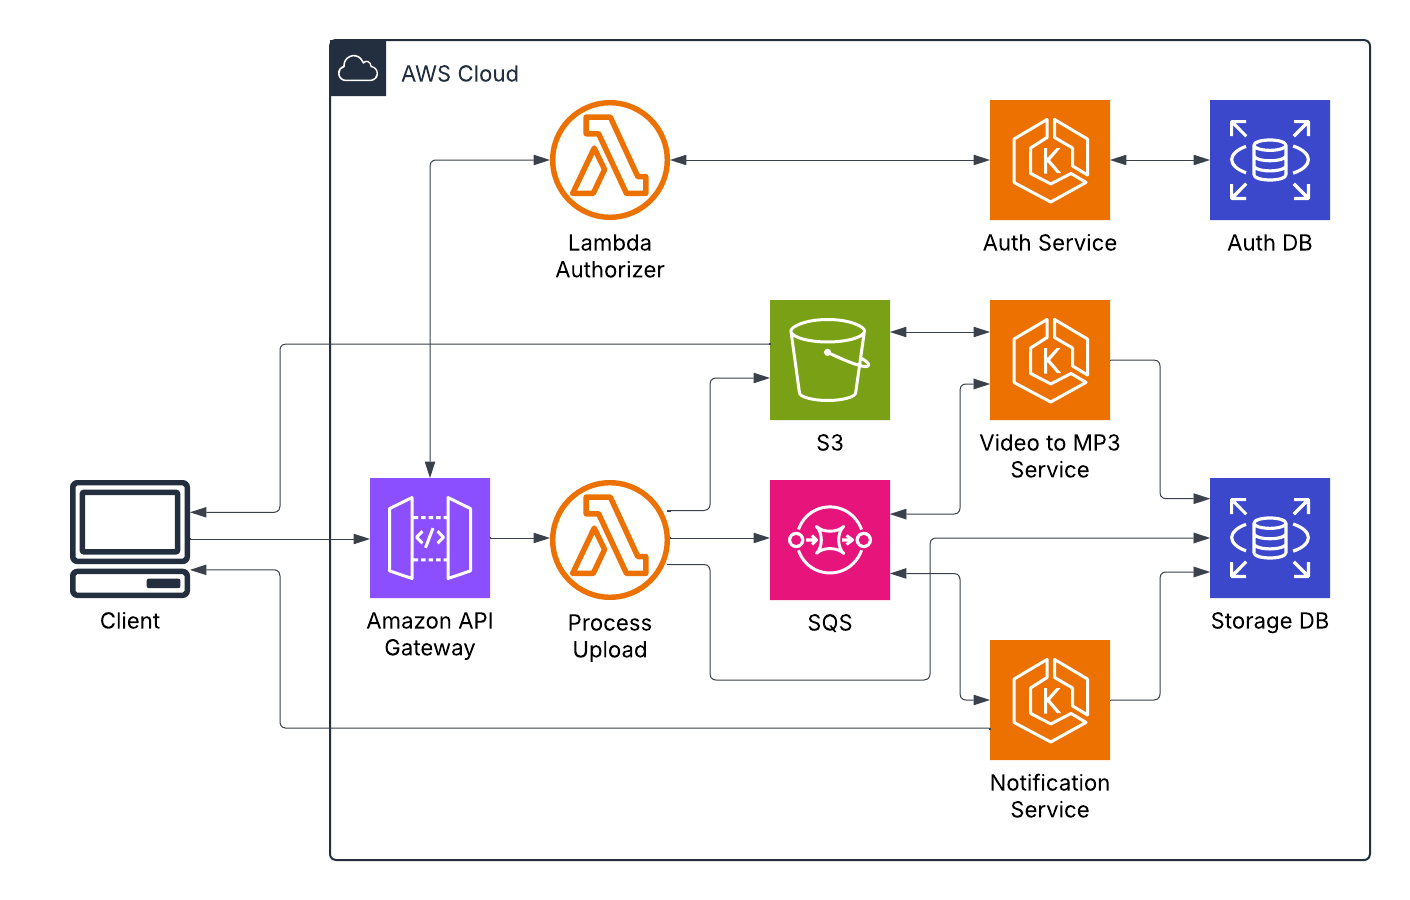 AWS Cloud
Lambda
Authorizer
Auth Service
Auth DB
S3
Video to MP3
Service
Client
Amazon API
Gateway
Process
Upload
SQS
Storage DB
Notification
Service
K
K
K
</>